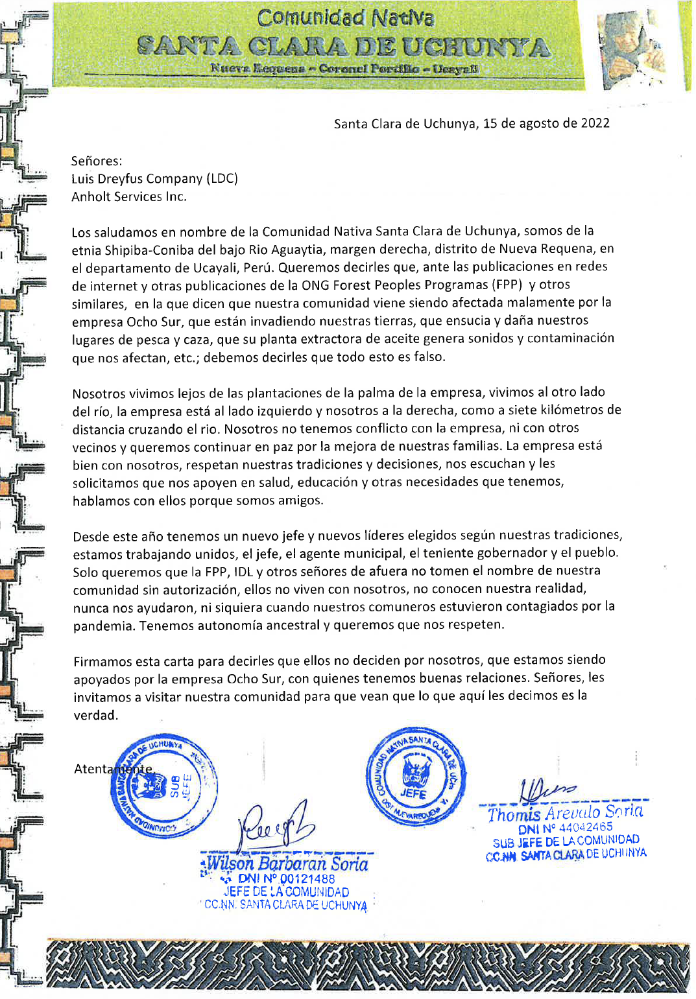 Comunidad Nativa
SANTA CLARA DE UCHUNYA
Nueva Requena - Coronel Portillo - Ucayali
Santa Clara de Uchunya, 15 de agosto de 2022
Señores:
Luis Dreyfus Company (LDC)
Anholt Services Inc.
Los saludamos en nombre de la Comunidad Nativa Santa Clara de Uchunya, somos de la
etnia Shipiba-Coniba del bajo Rio Aguaytia, margen derecha, distrito de Nueva Requena, en
el departamento de Ucayali, Perú. Queremos decirles que, ante las publicaciones en redes
de internet y otras publicaciones de la ONG Forest Peoples Programas (FPP) y otros
similares, en la que dicen que nuestra comunidad viene siendo afectada malamente por la
empresa Ocho Sur, que están invadiendo nuestras tierras, que ensucia y daña nuestros
lugares de pesca y caza, que su planta extractora de aceite genera sonidos y contaminación
que nos afectan, etc.; debemos decirles que todo esto es falso.
Nosotros vivimos lejos de las plantaciones de la palma de la empresa, vivimos al otro lado
del río, la empresa está al lado izquierdo y nosotros a la derecha, como a siete kilómetros de
distancia cruzando el rio. Nosotros no tenemos conflicto con la empresa, ni con otros
vecinos y queremos continuar en paz por la mejora de nuestras familias. La empresa está
bien con nosotros, respetan nuestras tradiciones y decisiones, nos escuchan y les
solicitamos que nos apoyen en salud, educación y otras necesidades que tenemos,
hablamos con ellos porque somos amigos.
Desde este año tenemos un nuevo jefe y nuevos líderes elegidos según nuestras tradiciones,
estamos trabajando unidos, el jefe, el agente municipal, el teniente gobernador y el pueblo.
Solo queremos que la FPP, IDL y otros señores de afuera no tomen el nombre de nuestra
comunidad sin autorización, ellos no viven con nosotros, no conocen nuestra realidad,
nunca nos ayudaron, ni siquiera cuando nuestros comuneros estuvieron contagiados por la
pandemia. Tenemos autonomía ancestral y queremos que nos respeten.
Firmamos esta carta para decirles que ellos no deciden por nosotros, que estamos siendo
apoyados por la empresa Ocho Sur, con quienes tenemos buenas relaciones. Señores, les
invitamos a visitar nuestra comunidad para que vean que lo que aquí les decimos es la
verdad.
Atentamente,
COMUNIDAD NATIVA SANTA CLARA DE UCHUNYA
SUB
JEFE
COMUNIDAD NATIVA SANTA CLARA DE UCHUNYA
JEFE
DIST. NUEVA REQUENA
Wilson Barbaran Soria
DNI Nº 00121488
JEFE DE LA COMUNIDAD
CC.NN. SANTA CLARA DE UCHUNYA
Thomis Arevalo Soria
DNI Nº 44042465
SUB JEFE DE LA COMUNIDAD
CC.NN SANTA CLARA DE UCHUNYA